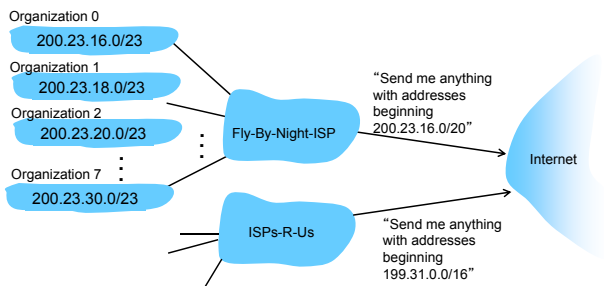 Organization 0
200.23.16.0/23
Organization 1
200.23.18.0/23
Organization 2
200.23.20.0/23
Organization 7
200.23.30.0/23
Fly-By-Night-ISP
“Send me anything
with addresses
beginning
200.23.16.0/20”
Internet
ISPs-R-Us
“Send me anything
with addresses
beginning
199.31.0.0/16”